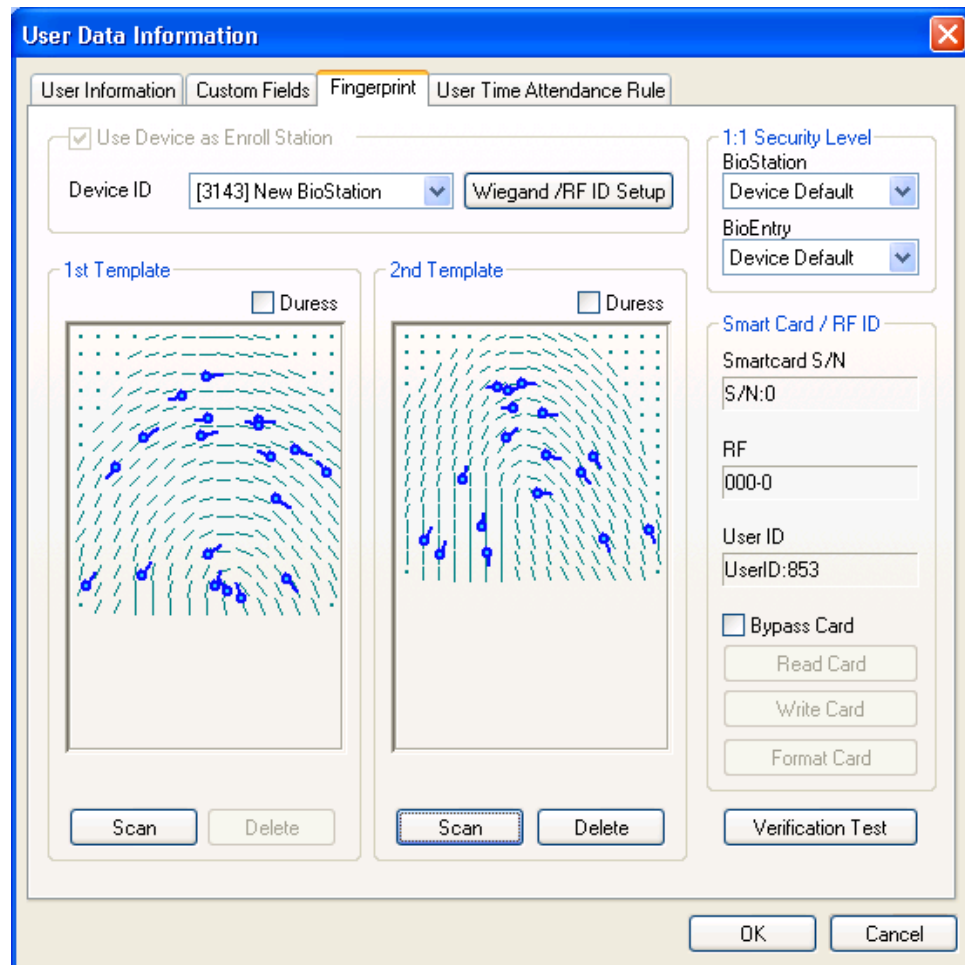 User Data Information
User Information
Custom Fields
Fingerprint
User Time Attendance Rule
Use Device as Enroll Station
Device ID
[3143] New BioStation
Wiegand /RF ID Setup
1:1 Security Level
BioStation
Device Default
BioEntry
Device Default
1st Template
Duress
2nd Template
Duress
Smart Card / RF ID
Smartcard S/N
S/N:0
RF
000-0
User ID
UserID:853
Bypass Card
Read Card
Write Card
Format Card
Scan
Delete
Scan
Delete
Verification Test
OK
Cancel